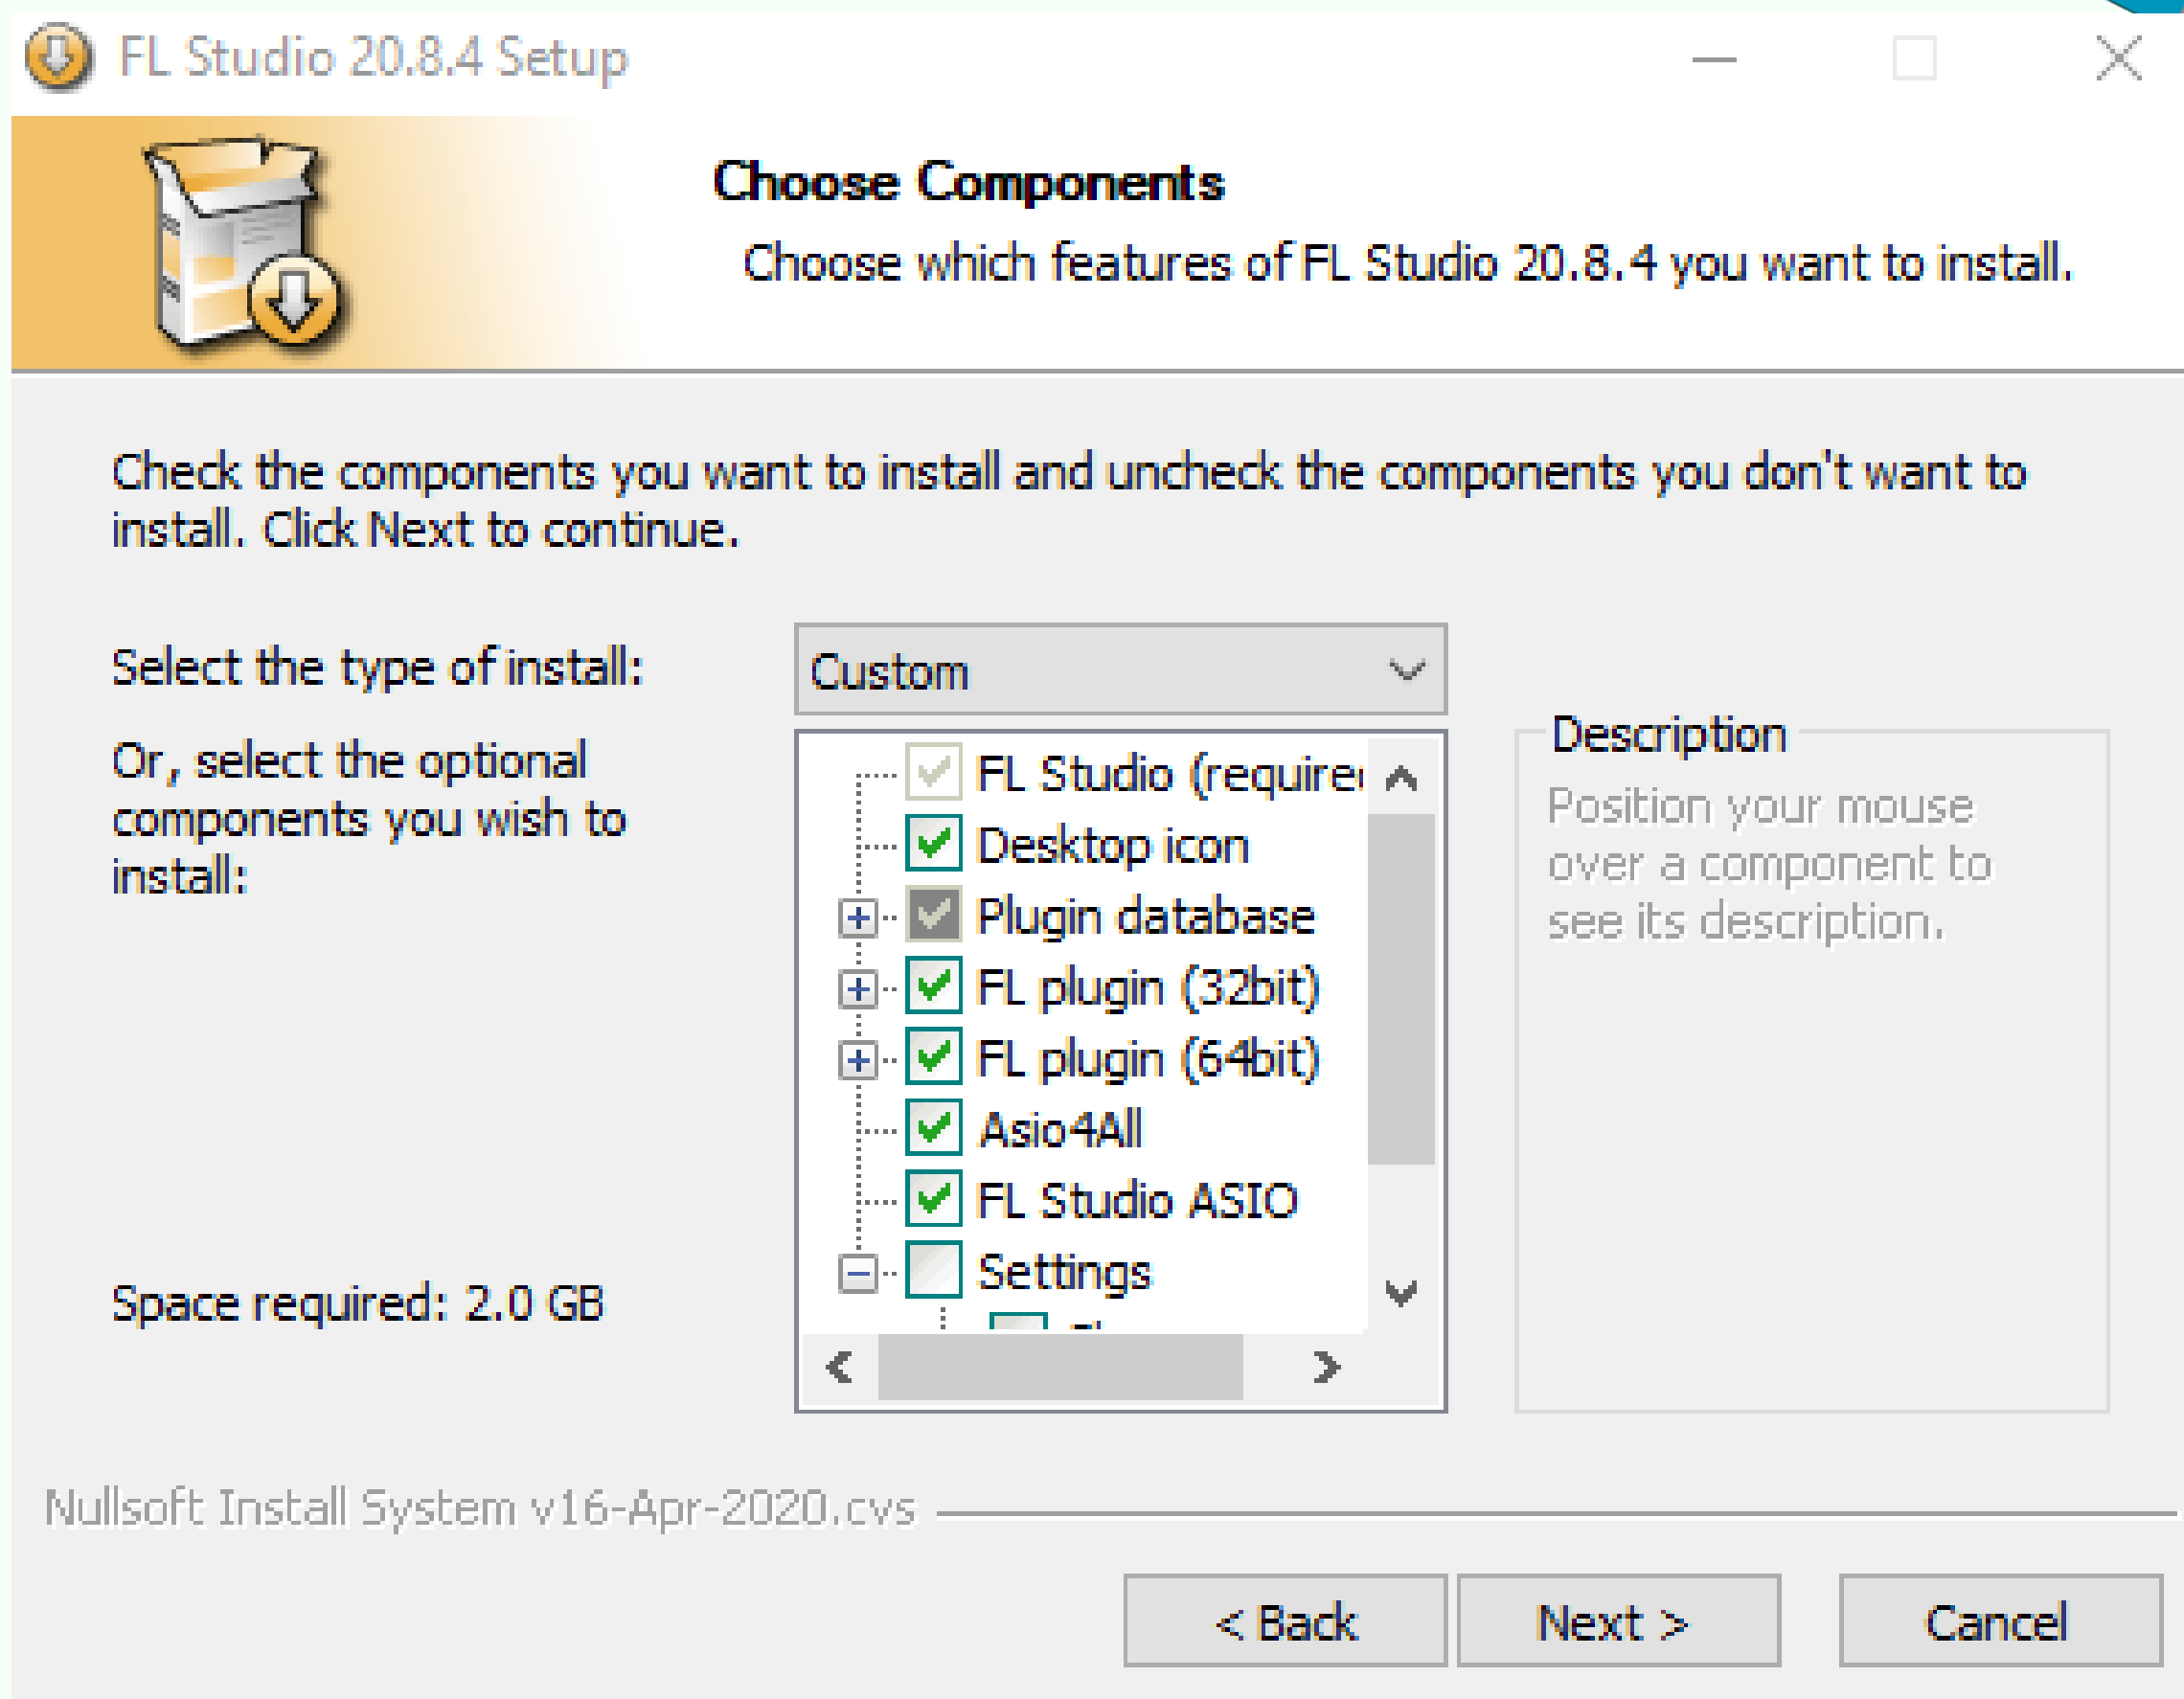 FL Studio 20.8.4 Setup
Choose Components
Choose which features of FL Studio 20.8.4 you want to install.
Check the components you want to install and uncheck the components you don't want to
install. Click Next to continue.
Select the type of install:
Custom
Or, select the optional
components you wish to
install:
FL Studio (require
Desktop icon
Plugin database
FL plugin (32bit)
FL plugin (64bit)
Asio4All
FL Studio ASIO
Settings
Space required: 2.0 GB
Description
Position your mouse
over a component to
see its description.
Nullsoft Install System v16-Apr-2020.cvs
< Back
Next >
Cancel